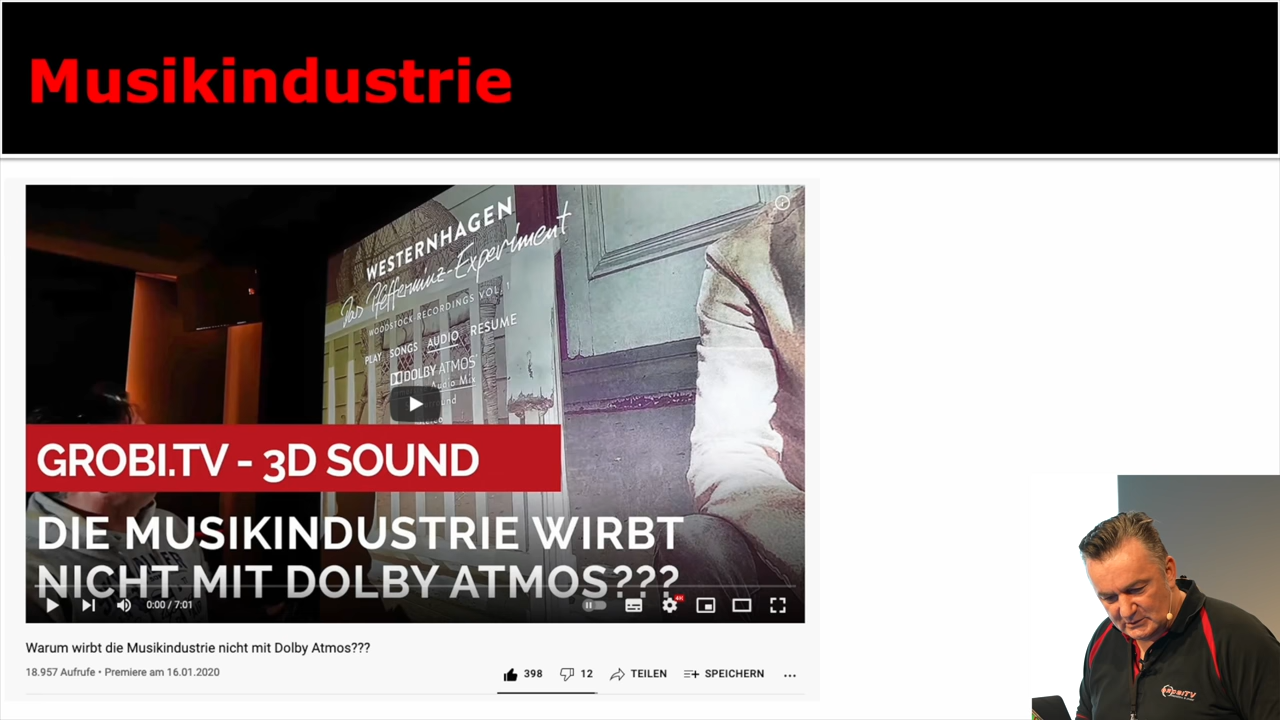 Musikindustrie
WESTERNHAGEN
Das Pfefferminz-Experiment
WOODSTOCK-RECORDINGS VOL. 1
PLAY SONGS AUDIO RESUME
DOLBY ATMOS
Audio Mix
GROBI.TV - 3D SOUND
DIE MUSIKINDUSTRIE WIRBT
NICHT MIT DOLBY ATMOS???
0:00 / 7:01
Warum wirbt die Musikindustrie nicht mit Dolby Atmos???
18.957 Aufrufe • Premiere am 16.01.2020
398 12 TEILEN SPEICHERN